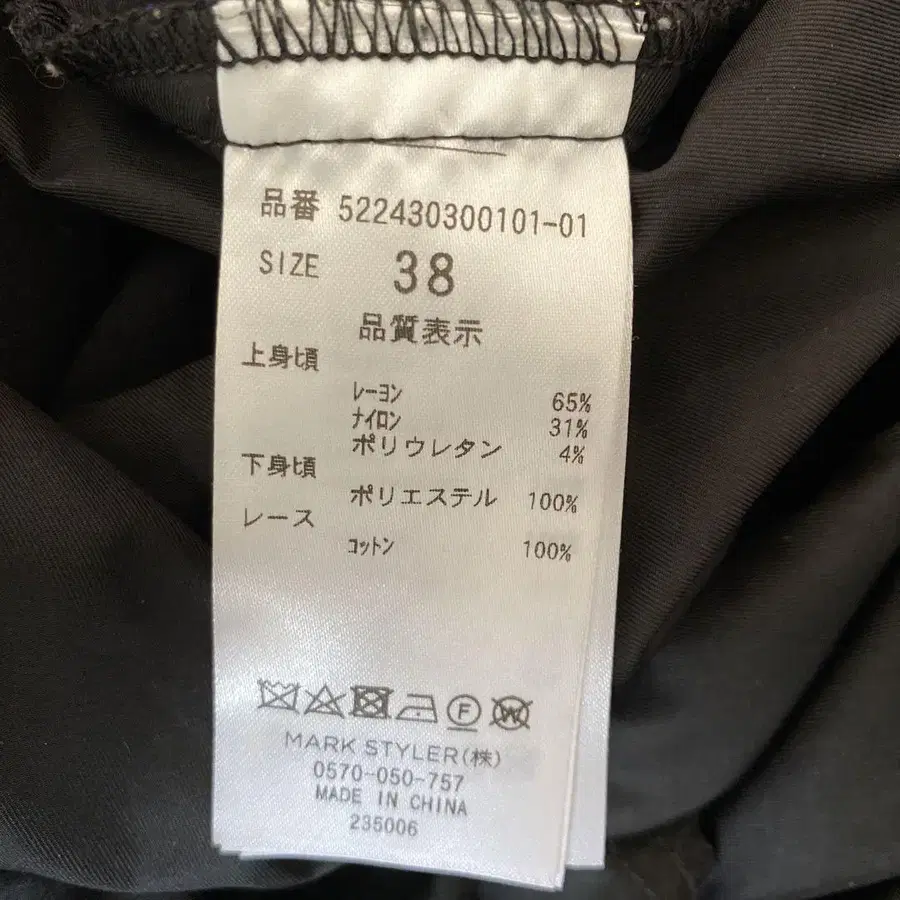 品番 522430300101-01
SIZE 38
品質表示
上身頃
レーヨン 65%
ナイロン 31%
ポリウレタン 4%
下身頃
ポリエステル 100%
レース
コットン 100%
F W
MARK STYLER(株)
0570-050-757
MADE IN CHINA
235006